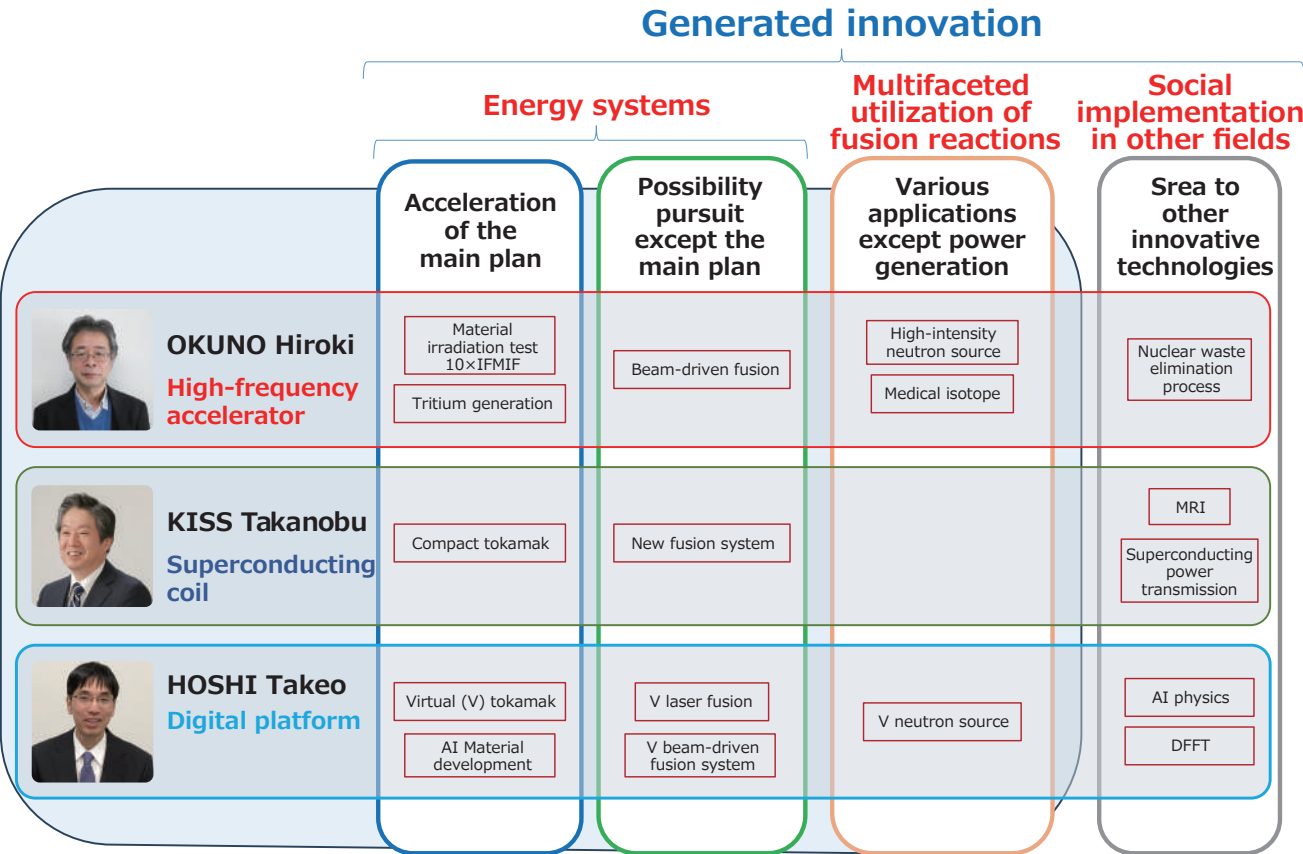 Generated innovation
Energy systems
Multifaceted
utilization of
fusion reactions
Social
implementation
in other fields
Acceleration
of the
main plan
Possibility
pursuit
except the
main plan
Various
applications
except power
generation
Srea to
other
innovative
technologies
OKUNO Hiroki
High-frequency
accelerator
Material
irradiation test
10×IFMIF
Tritium generation
Beam-driven fusion
High-intensity
neutron source
Medical isotope
Nuclear waste
elimination
process
KISS Takanobu
Superconducting
coil
Compact tokamak
New fusion system
MRI
Superconducting
power
transmission
HOSHI Takeo
Digital platform
Virtual (V) tokamak
AI Material
development
V laser fusion
V beam-driven
fusion system
V neutron source
AI physics
DFFT